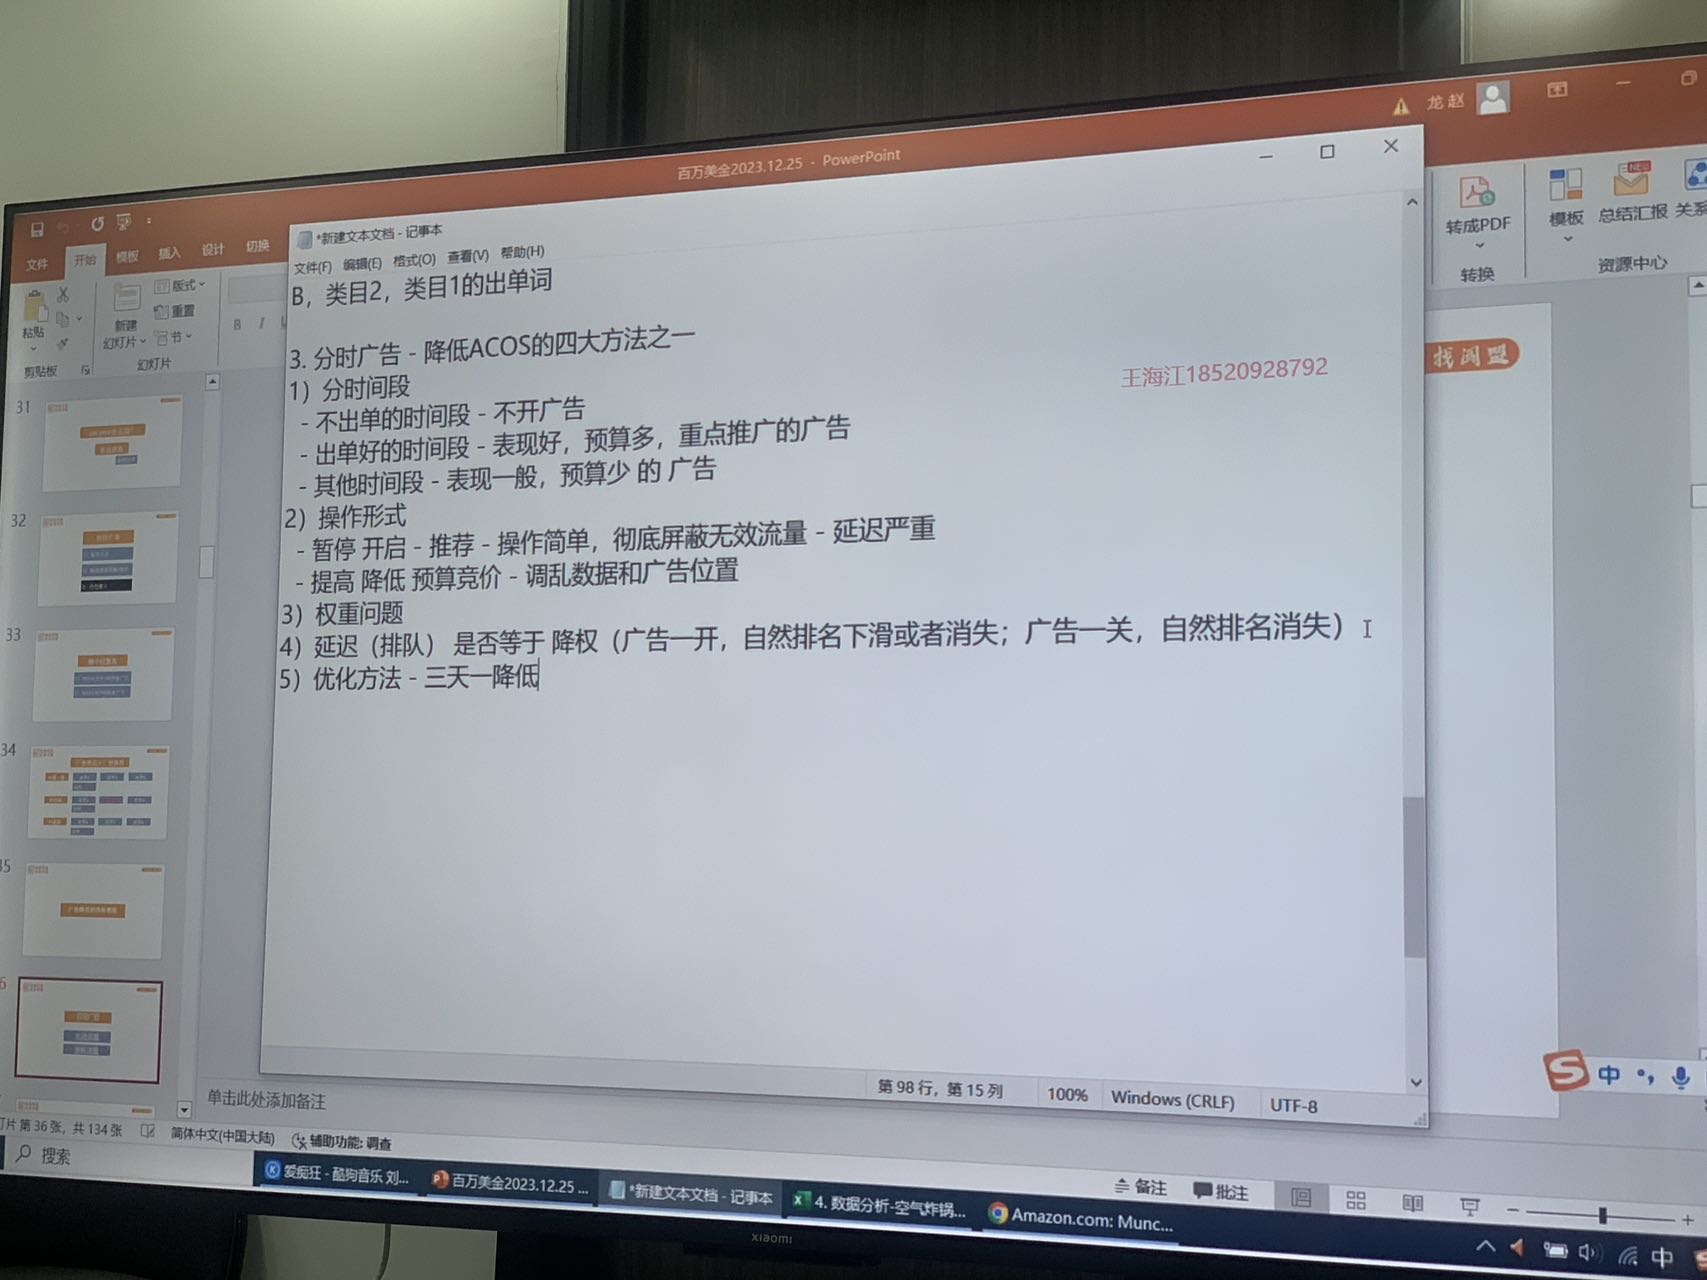 龙 赵
百万美金2023.12.25 - PowerPoint
文件
开始
模板
插入
设计
切换
粘贴
剪贴板
新建
幻灯片
版式
重置
节
幻灯片
转成PDF
转换
模板
NEW
总结汇报
关系
资源中心
*新建文本文档 - 记事本
文件(F) 编辑(E) 格式(O) 查看(V) 帮助(H)
B，类目2，类目1的出单词
3. 分时广告 - 降低ACOS的四大方法之一
1）分时间段
- 不出单的时间段 - 不开广告
- 出单好的时间段 - 表现好，预算多，重点推广的广告
- 其他时间段 - 表现一般，预算少 的 广告
2）操作形式
- 暂停 开启 - 推荐 - 操作简单，彻底屏蔽无效流量 - 延迟严重
- 提高 降低 预算竞价 - 调乱数据和广告位置
3）权重问题
4）延迟（排队） 是否等于 降权（广告一开，自然排名下滑或者消失；广告一关，自然排名消失）
5）优化方法 - 三天一降低
王海江18520928792
第 98 行，第 15 列
100%
Windows (CRLF)
UTF-8
31
32
33
34
单击此处添加备注
第 36 张，共 134 张
简体中文(中国大陆)
辅助功能: 调查
备注
批注
搜索
爱痴狂 - 酷狗音乐 刘...
百万美金2023.12.25 ...
*新建文本文档 - 记事本
4. 数据分析-空气炸锅...
Amazon.com: Munc...
中
中
xiaomi